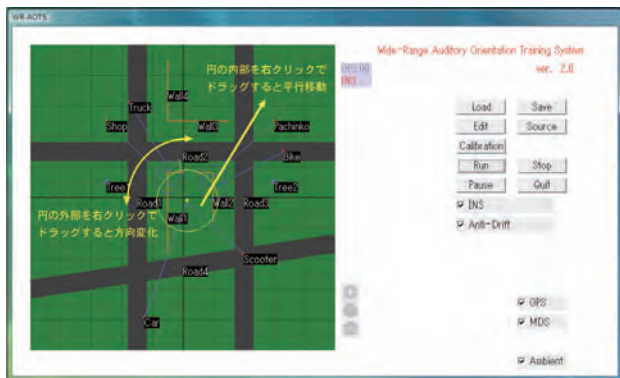 WR-AOTS
Wide-Range Auditory Orientation Training System
ver. 2.0
GPS:00
INS
円の内部を右クリックで
ドラッグすると平行移動
Wall4
Truck
Shop
Wall3
Pachinko
Road2
Bike
Tree
Tree2
Road1
Wall2
Road3
円の外部を右クリックで
ドラッグすると方向変化
Wall1
Scooter
Road4
Car
Load
Save
Edit
Source
Calibration
Run
Stop
Pause
Quit
INS
Anti-Drift
GPS
MDS
Ambient